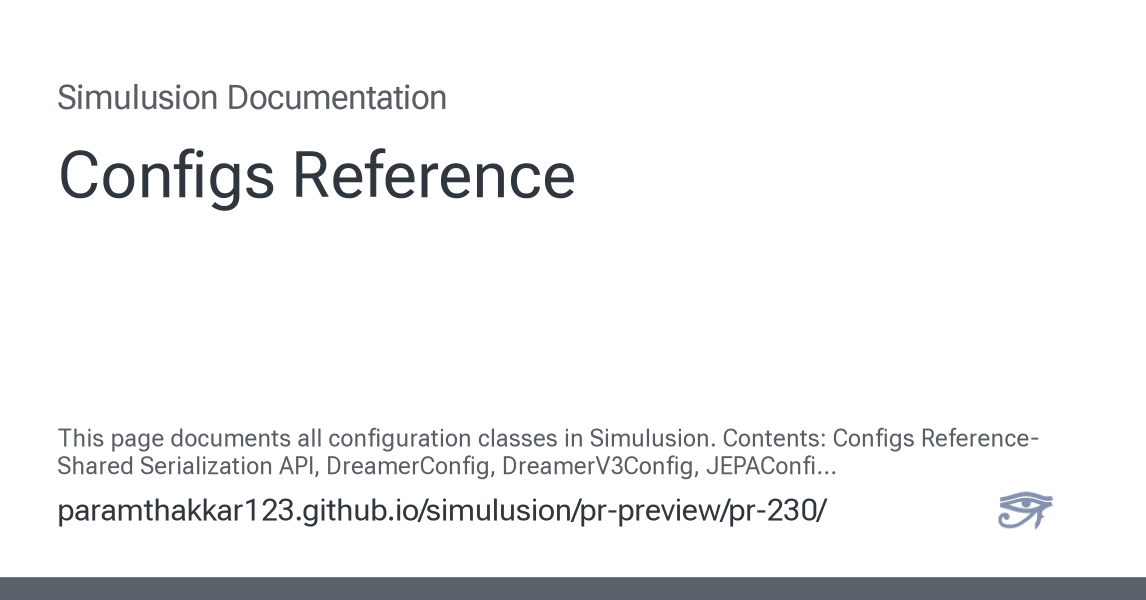 Simulusion Documentation
Configs Reference
This page documents all configuration classes in Simulusion. Contents: Configs Reference-
Shared Serialization API, DreamerConfig, DreamerV3Config, JEPAConfi...
paramthakkar123.github.io/simulusion/pr-preview/pr-230/